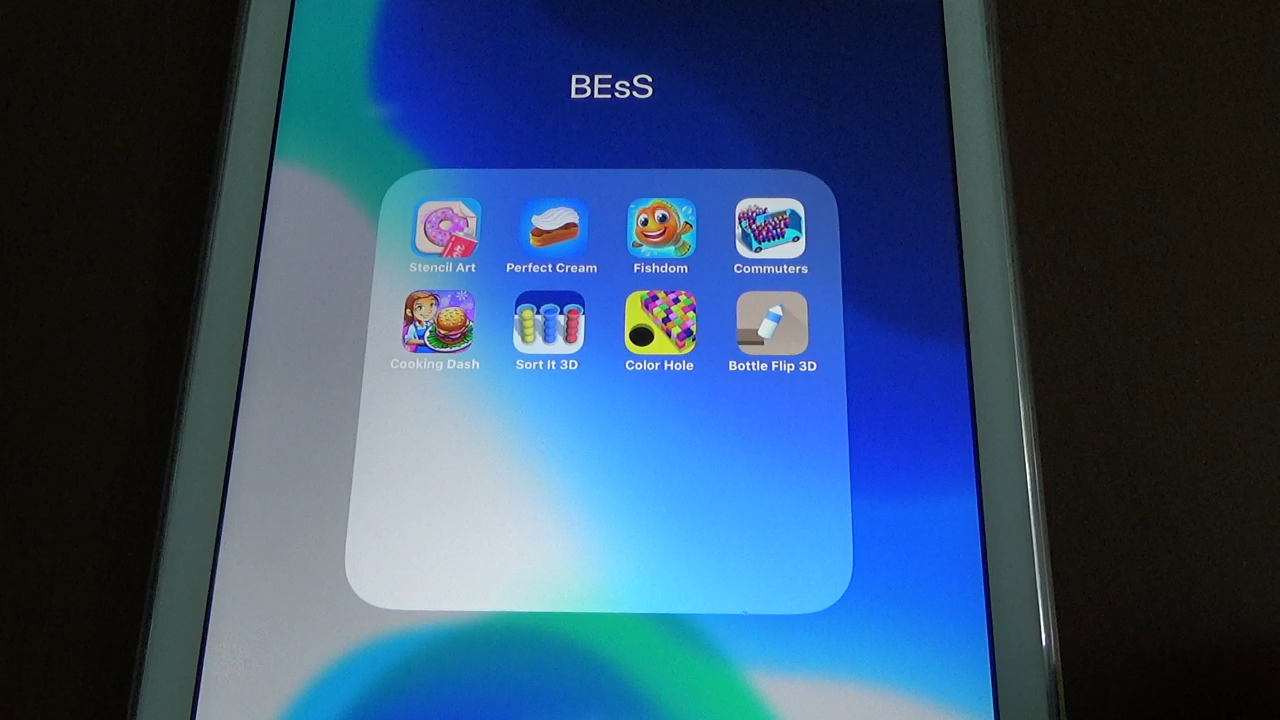 BEsS
Stencil Art Perfect Cream Fishdom Commuters
Cooking Dash Sort It 3D Color Hole Bottle Flip 3D